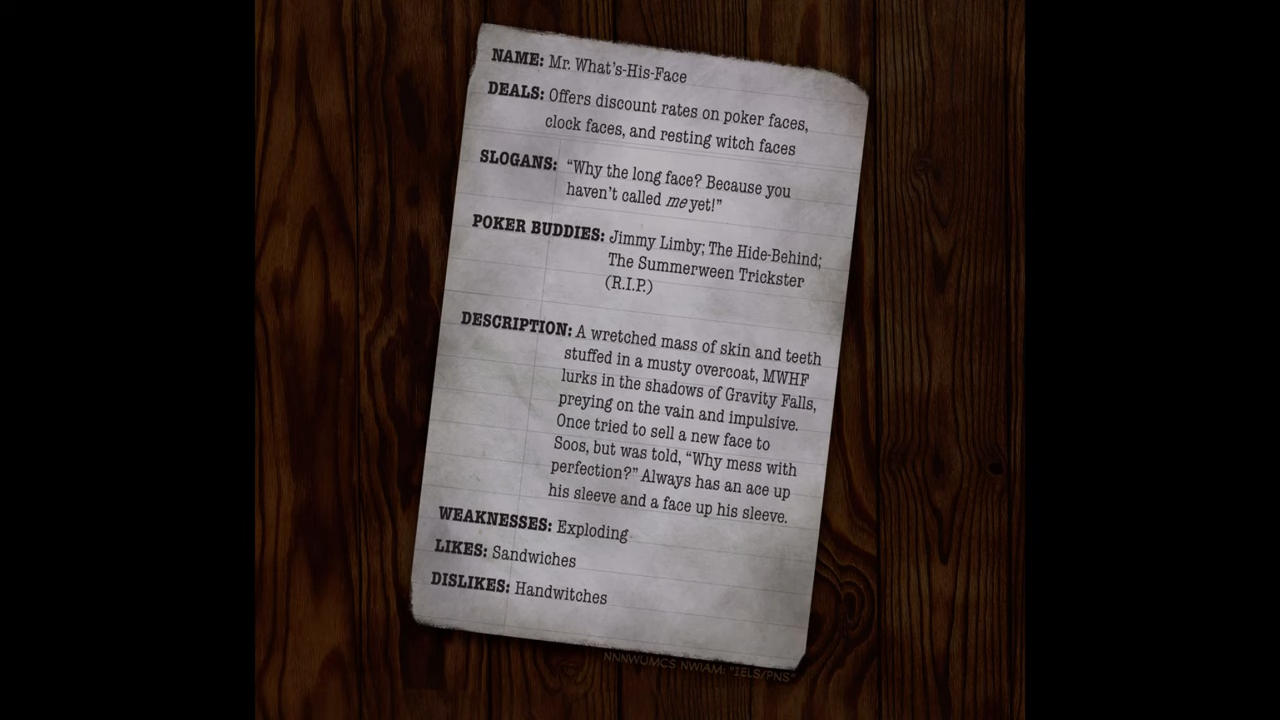 NAME: Mr. What's-His-Face
DEALS: Offers discount rates on poker faces,
clock faces, and resting witch faces
SLOGANS: "Why the long face? Because you
haven't called me yet!"
POKER BUDDIES: Jimmy Limby; The Hide-Behind;
The Summerween Trickster
(R.I.P.)
DESCRIPTION: A wretched mass of skin and teeth
stuffed in a musty overcoat, MWHF
lurks in the shadows of Gravity Falls,
preying on the vain and impulsive.
Once tried to sell a new face to
Soos, but was told, "Why mess with
perfection?" Always has an ace up
his sleeve and a face up his sleeve.
WEAKNESSES: Exploding
LIKES: Sandwiches
DISLIKES: Handwitches
NNNWUMCS NWIAM: "IELS/PNS"